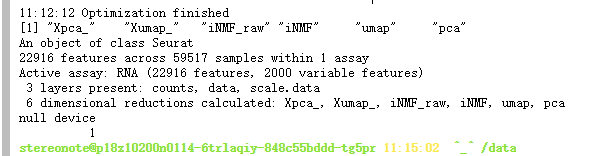 11:12:12 Optimization finished
[1] "Xpca_" "Xumap_" "iNMF_raw" "iNMF" "umap" "pca"
An object of class Seurat
22916 features across 59517 samples within 1 assay
Active assay: RNA (22916 features, 2000 variable features)
3 layers present: counts, data, scale.data
6 dimensional reductions calculated: Xpca_, Xumap_, iNMF_raw, iNMF, umap, pca
null device
1
stereonote@p18z10200n0114-6trlaqiy-848c55bddd-tg5pr 11:15:02 ^_^ /data